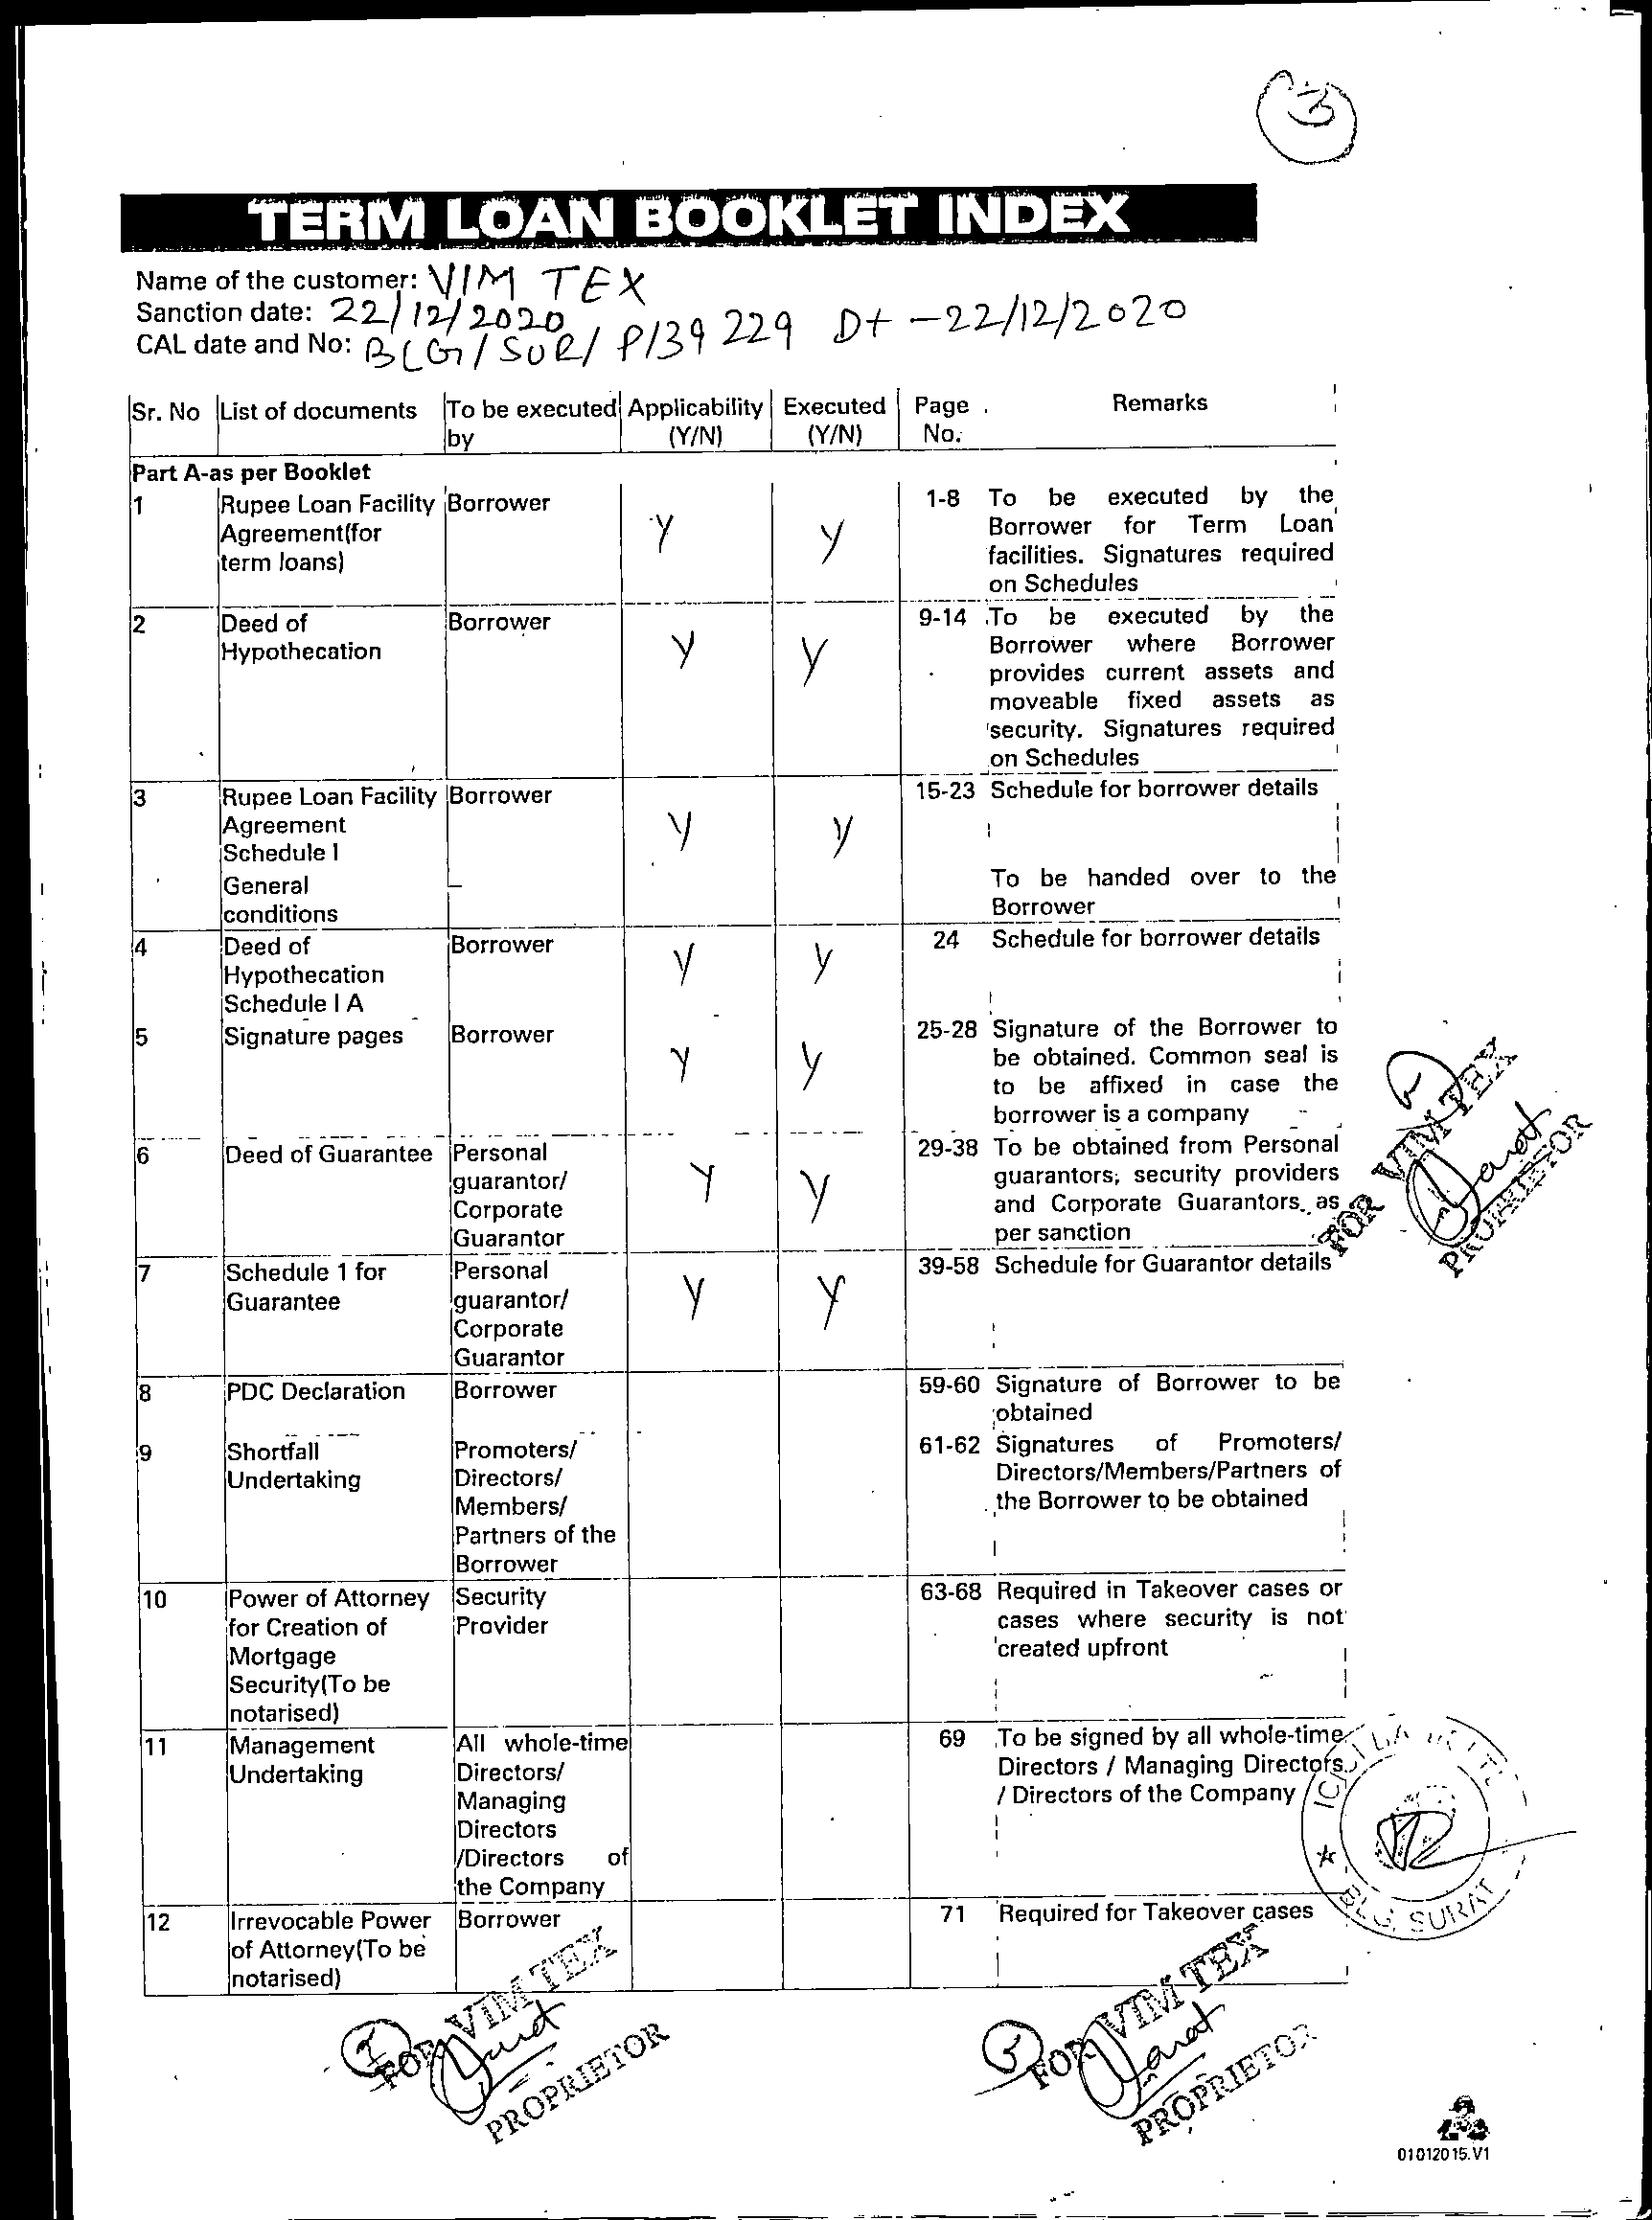 3
TERM LOAN BOOKLET INDEX
Name of the customer: VIM TEX
Sanction date: 22/12/2020
CAL date and No: BLG/SUR/P/39229 Dt -22/12/2020
Sr. No List of documents To be executed by Applicability (Y/N) Executed (Y/N) Page No. Remarks
Part A-as per Booklet
1 Rupee Loan Facility Agreement(for term loans) Borrower Y Y 1-8 To be executed by the Borrower for Term Loan facilities. Signatures required on Schedules
2 Deed of Hypothecation Borrower Y Y 9-14 To be executed by the Borrower where Borrower provides current assets and moveable fixed assets as security. Signatures required on Schedules
3 Rupee Loan Facility Agreement Schedule I Borrower Y Y 15-23 Schedule for borrower details
General conditions – To be handed over to the Borrower
4 Deed of Hypothecation Schedule I A Borrower Y Y 24 Schedule for borrower details
5 Signature pages Borrower Y Y 25-28 Signature of the Borrower to be obtained. Common seal is to be affixed in case the borrower is a company
6 Deed of Guarantee Personal guarantor/ Corporate Guarantor Y Y 29-38 To be obtained from Personal guarantors; security providers and Corporate Guarantors, as per sanction
7 Schedule 1 for Guarantee Personal guarantor/ Corporate Guarantor Y Y 39-58 Schedule for Guarantor details
8 PDC Declaration Borrower 59-60 Signature of Borrower to be obtained
9 Shortfall Undertaking Promoters/ Directors/ Members/ Partners of the Borrower 61-62 Signatures of Promoters/ Directors/Members/Partners of the Borrower to be obtained
10 Power of Attorney for Creation of Mortgage Security(To be notarised) Security Provider 63-68 Required in Takeover cases or cases where security is not created upfront
11 Management Undertaking All whole-time Directors/ Managing Directors /Directors of the Company 69 To be signed by all whole-time Directors / Managing Directors / Directors of the Company
12 Irrevocable Power of Attorney(To be notarised) Borrower 71 Required for Takeover cases
FOR VIM TEX
PROPRIETOR
BLG. SURAT
FOR VIM TEX
PROPRIETOR
3
FOR VIM TEX
PROPRIETOR
01012015.V1